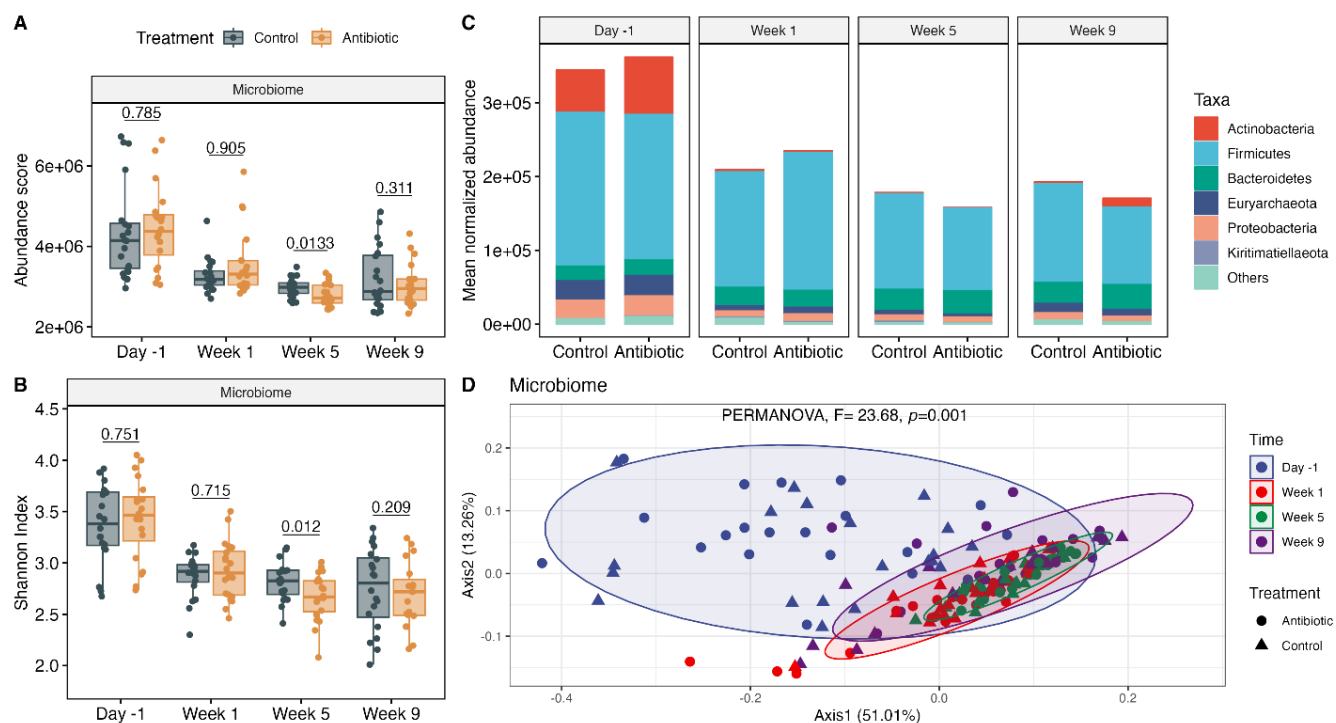 A
Treatment
Control
Antibiotic
Microbiome
0.785
0.905
0.0133
0.311
Abundance score
6e+06
4e+06
2e+06
Day -1
Week 1
Week 5
Week 9
B
Microbiome
0.751
0.715
0.012
0.209
Shannon Index
4.5
4.0
3.5
3.0
2.5
2.0
Day -1
Week 1
Week 5
Week 9
C
Day -1
Week 1
Week 5
Week 9
Mean normalized abundance
3e+05
2e+05
1e+05
0e+00
Control Antibiotic
Control Antibiotic
Control Antibiotic
Control Antibiotic
Taxa
Actinobacteria
Firmicutes
Bacteroidetes
Euryarchaeota
Proteobacteria
Kiritimatiellaeota
Others
D
Microbiome
PERMANOVA, F= 23.68, p=0.001
Axis2 (13.26%)
0.2
0.1
0.0
-0.1
-0.4
-0.2
0.0
0.2
Axis1 (51.01%)
Time
Day -1
Week 1
Week 5
Week 9
Treatment
Antibiotic
Control